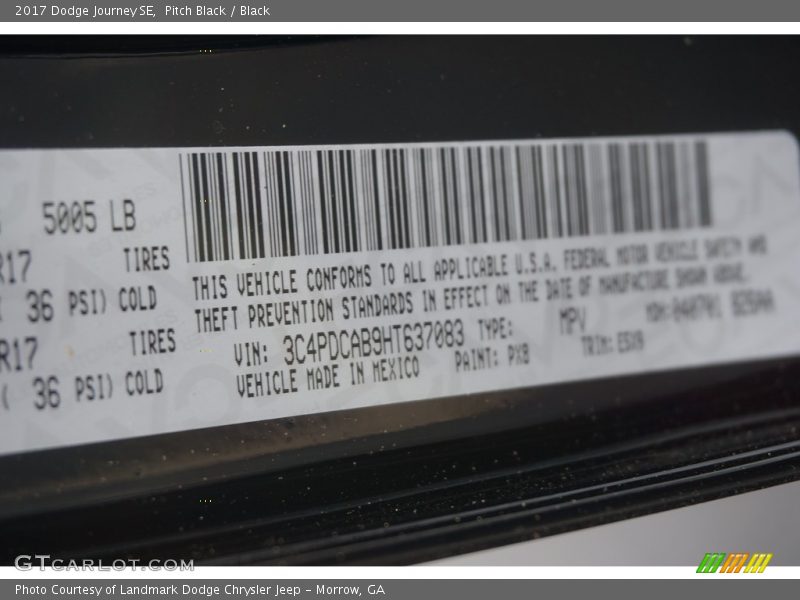 2017 Dodge Journey SE, Pitch Black / Black
5005 LB
R17 TIRES
36 PSI) COLD
R17 TIRES
( 36 PSI) COLD
THIS VEHICLE CONFORMS TO ALL APPLICABLE U.S.A. FEDERAL MOTOR VEHICLE SAFETY AND
THEFT PREVENTION STANDARDS IN EFFECT ON THE DATE OF MANUFACTURE SHOWN ABOVE.
VIN: 3C4PDCAB9HT637083 TYPE: MPV
VEHICLE MADE IN MEXICO PAINT: PX8 TRIM:
GTCARLOT.COM
Photo Courtesy of Landmark Dodge Chrysler Jeep – Morrow, GA